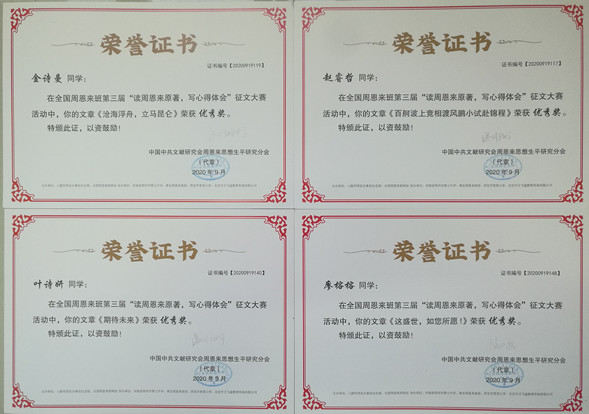 荣誉证书
证书编号【20200919119】
金诗曼 同学：
在全国周恩来班第三届“读周恩来原著，写心得体会”征文大赛
活动中，你的文章《沧海浮舟，立马昆仑》荣获 优秀奖。
特颁此证，以资鼓励！
中国中共文献研究会周恩来思想生平研究分会
（代章）
2020年9月
荣誉证书
证书编号【20200919117】
赵睿哲 同学：
在全国周恩来班第三届“读周恩来原著，写心得体会”征文大赛
活动中，你的文章《百舸波上竞相渡风鹏小试赴锦程》荣获 优秀奖。
特颁此证，以资鼓励！
中国中共文献研究会周恩来思想生平研究分会
（代章）
2020年9月
荣誉证书
证书编号【20200919140】
叶诗妍 同学：
在全国周恩来班第三届“读周恩来原著，写心得体会”征文大赛
活动中，你的文章《期待未来》荣获 优秀奖。
特颁此证，以资鼓励！
中国中共文献研究会周恩来思想生平研究分会
（代章）
2020年9月
荣誉证书
证书编号【20200919148】
廖榕榕 同学：
在全国周恩来班第三届“读周恩来原著，写心得体会”征文大赛
活动中，你的文章《这盛世，如您所愿！》荣获 优秀奖。
特颁此证，以资鼓励！
中国中共文献研究会周恩来思想生平研究分会
（代章）
2020年9月